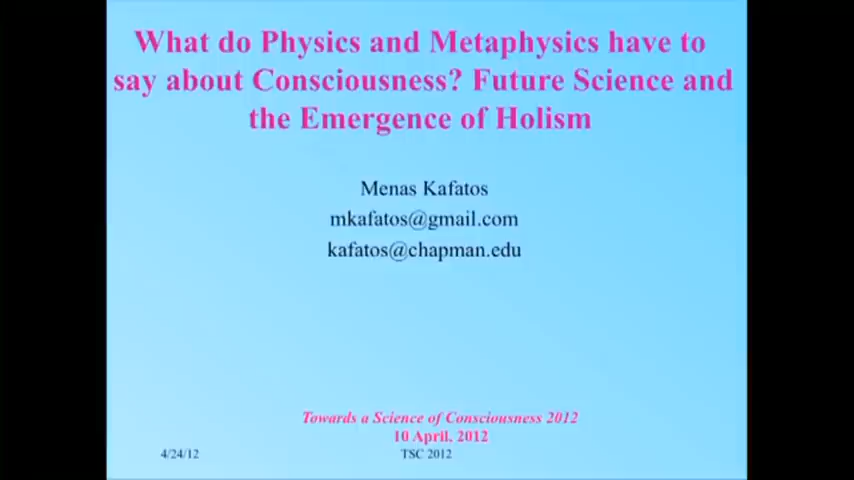 What do Physics and Metaphysics have to
say about Consciousness? Future Science and
the Emergence of Holism
Menas Kafatos
mkafatos@gmail.com
kafatos@chapman.edu
Towards a Science of Consciousness 2012
10 April, 2012
4/24/12
TSC 2012